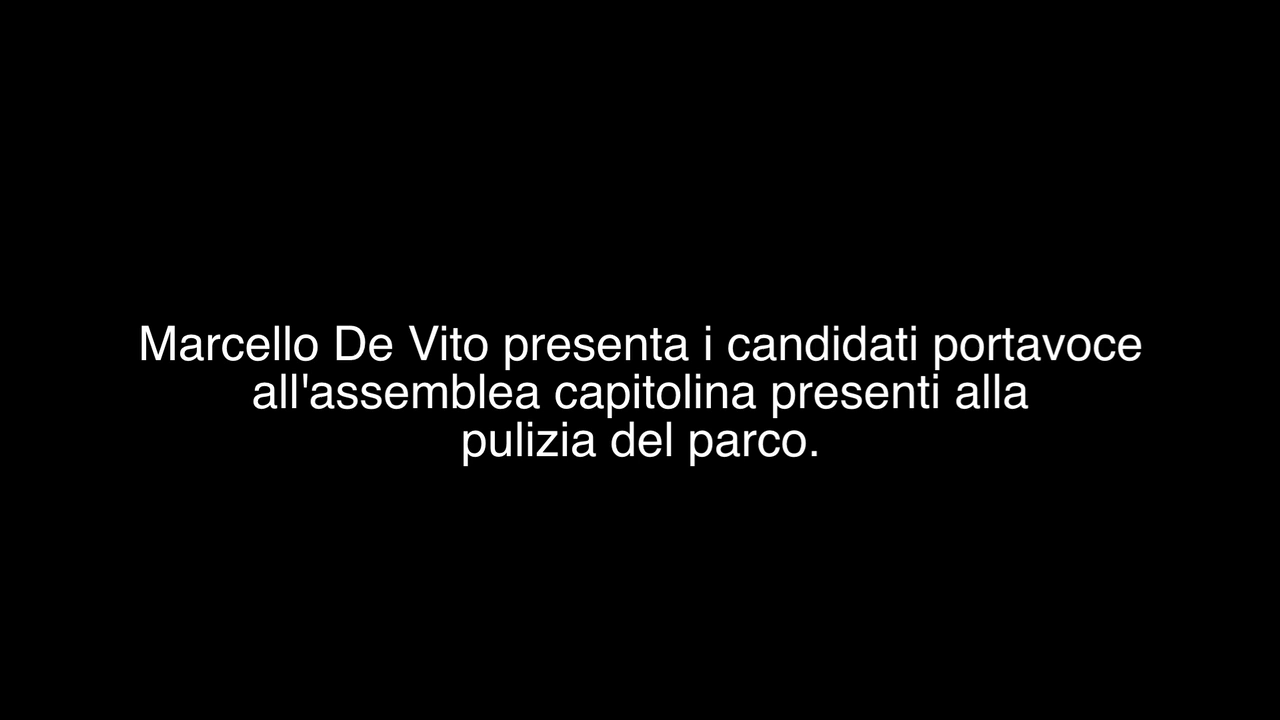 Marcello De Vito presenta i candidati portavoce
all'assemblea capitolina presenti alla
pulizia del parco.